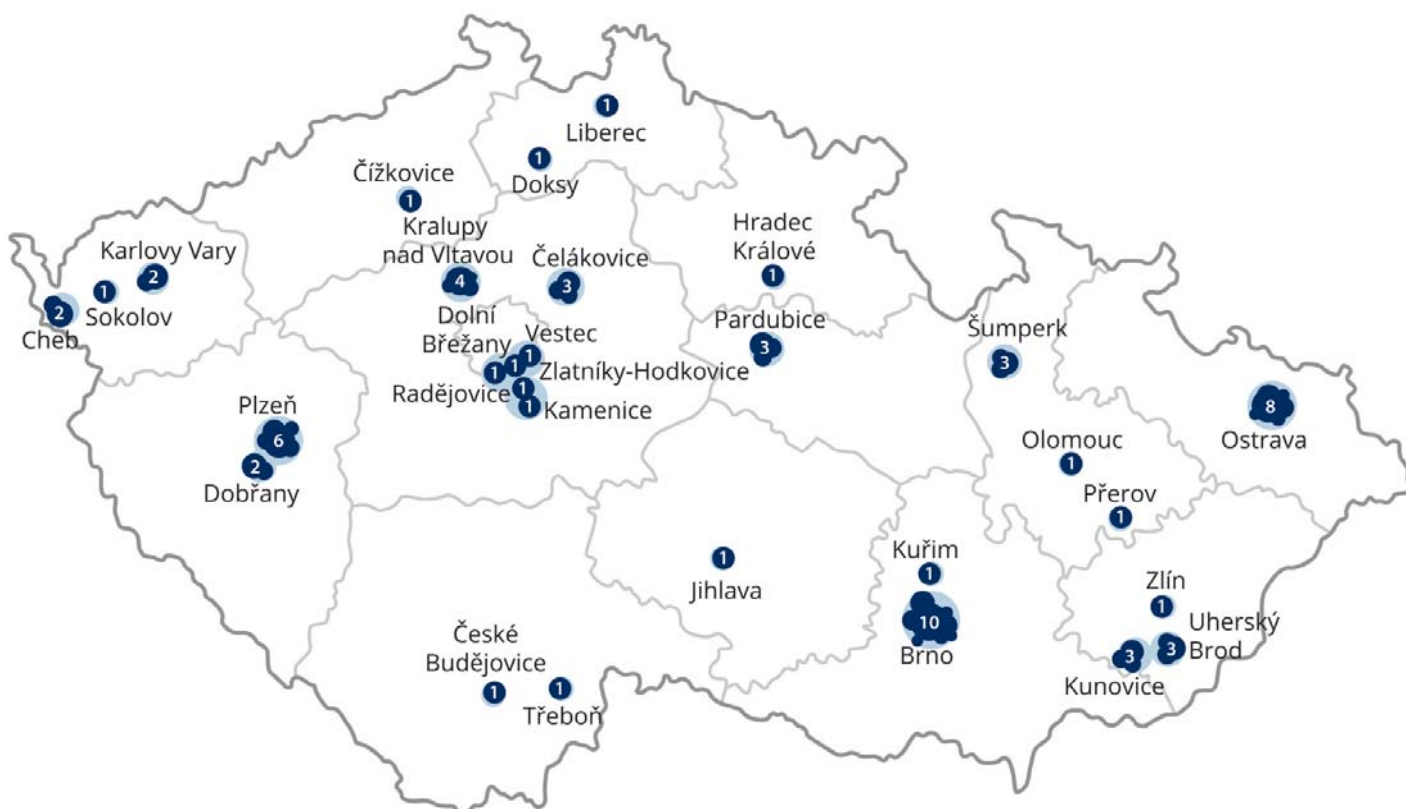 1
Liberec
1
Doksy
Čížkovice
1
Kralupy
nad Vltavou
4
Čelákovice
3
Hradec
Králové
1
Karlovy Vary
2
1
Sokolov
2
Cheb
Dolní
Břežany
Vestec
1
1
1
Zlatníky-Hodkovice
Radějovice
1
1
Kamenice
Pardubice
3
Šumperk
3
8
Ostrava
Plzeň
6
2
Dobřany
Olomouc
1
Přerov
1
1
Jihlava
Kuřim
1
10
Brno
Zlín
1
Uherský
Brod
3
3
Kunovice
České
Budějovice
1
1
Třeboň